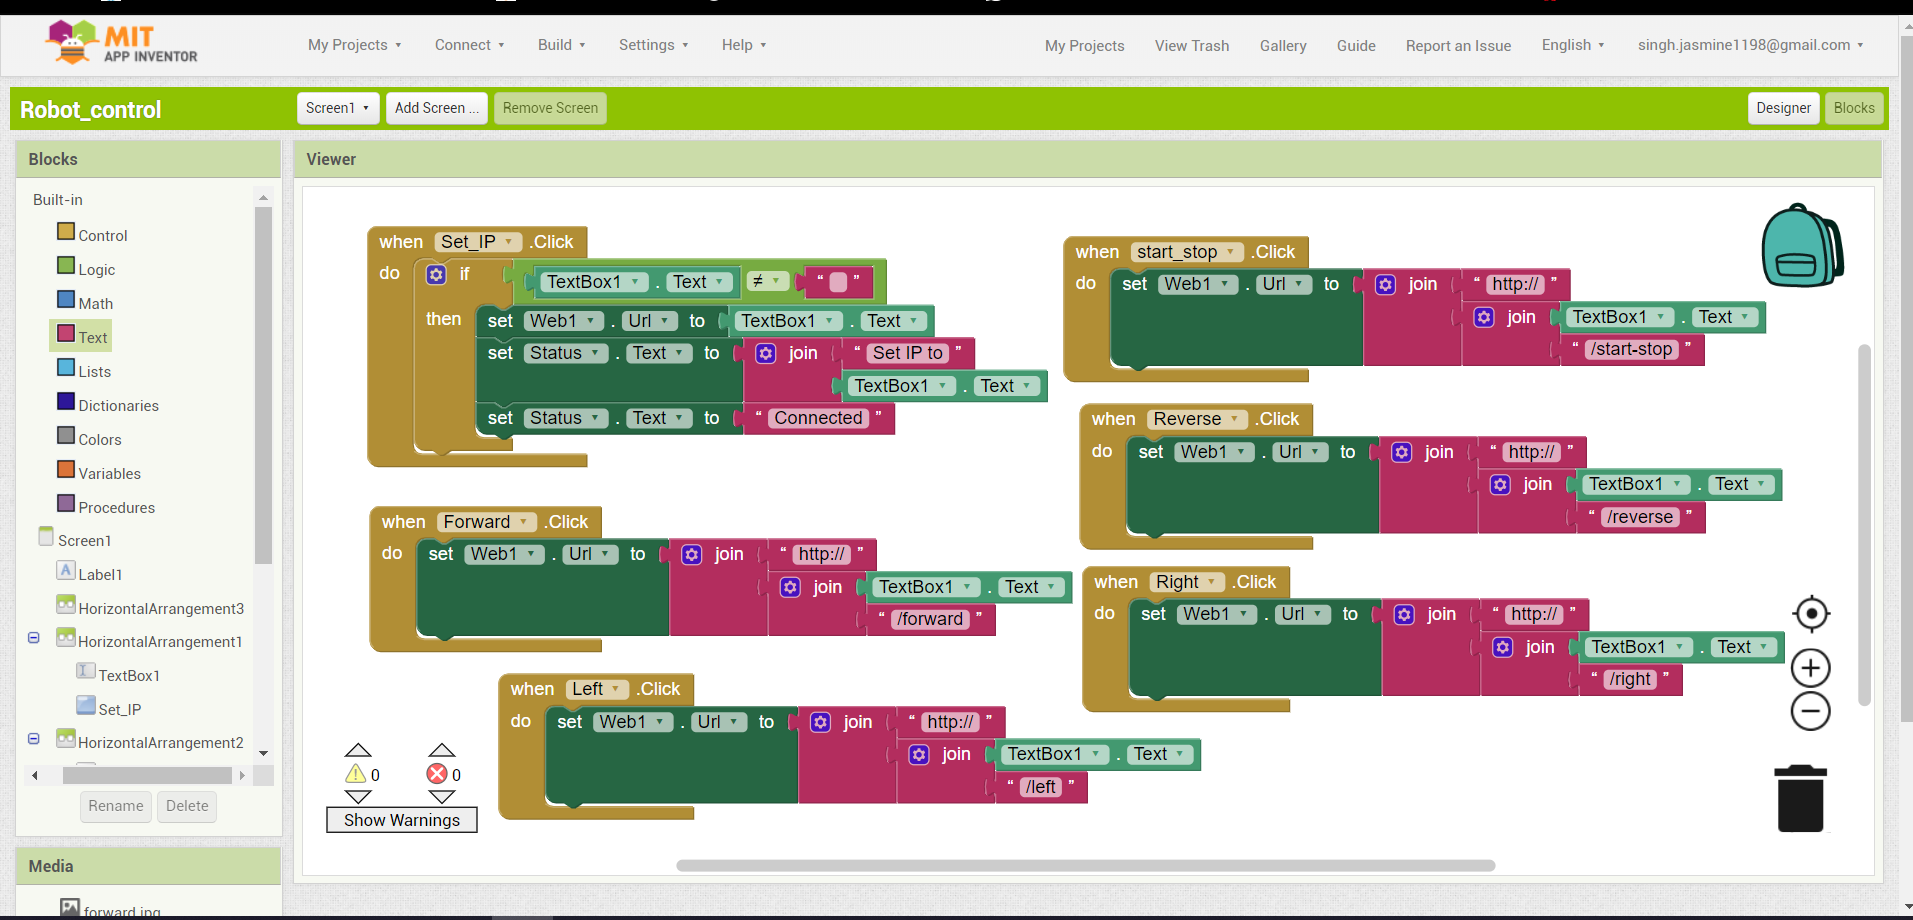 MIT
APP INVENTOR
My Projects
Connect
Build
Settings
Help
My Projects
View Trash
Gallery
Guide
Report an Issue
English
singh.jasmine1198@gmail.com
Robot_control
Screen1
Add Screen ...
Remove Screen
Designer
Blocks
Blocks
Built-in
Control
Logic
Math
Text
Lists
Dictionaries
Colors
Variables
Procedures
Screen1
Label1
HorizontalArrangement3
HorizontalArrangement1
TextBox1
Set_IP
HorizontalArrangement2
Rename
Delete
Media
forward.jpg
Viewer
when Set_IP .Click
do if TextBox1 . Text ≠ “ ”
then set Web1 . Url to TextBox1 . Text
set Status . Text to join “ Set IP to ”
TextBox1 . Text
set Status . Text to “ Connected ”
when Forward .Click
do set Web1 . Url to join “ http:// ”
join TextBox1 . Text
“ /forward ”
when Left .Click
do set Web1 . Url to join “ http:// ”
join TextBox1 . Text
“ /left ”
when start_stop .Click
do set Web1 . Url to join “ http:// ”
join TextBox1 . Text
“ /start-stop ”
when Reverse .Click
do set Web1 . Url to join “ http:// ”
join TextBox1 . Text
“ /reverse ”
when Right .Click
do set Web1 . Url to join “ http:// ”
join TextBox1 . Text
“ /right ”
0
0
Show Warnings